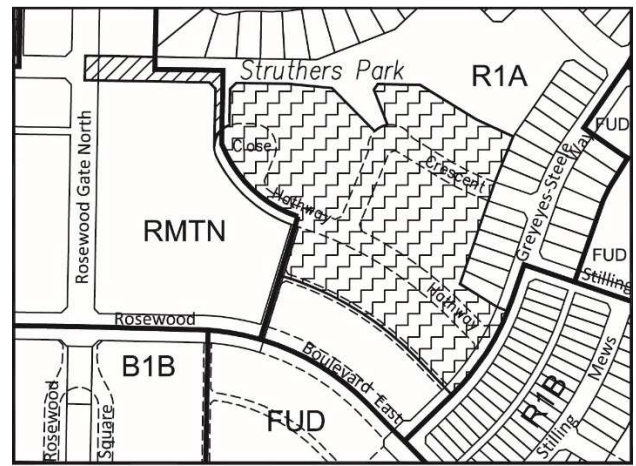 Struthers Park
R1A
FUD
Close
Crescent
Hathway
Rosewood Gate North
RMTN
Greyeyes-Steele
Way
FUD
Stilling
Hathway
Rosewood
Boulevard East
B1B
Rosewood
Square
FUD
R1B
Stilling
Mews